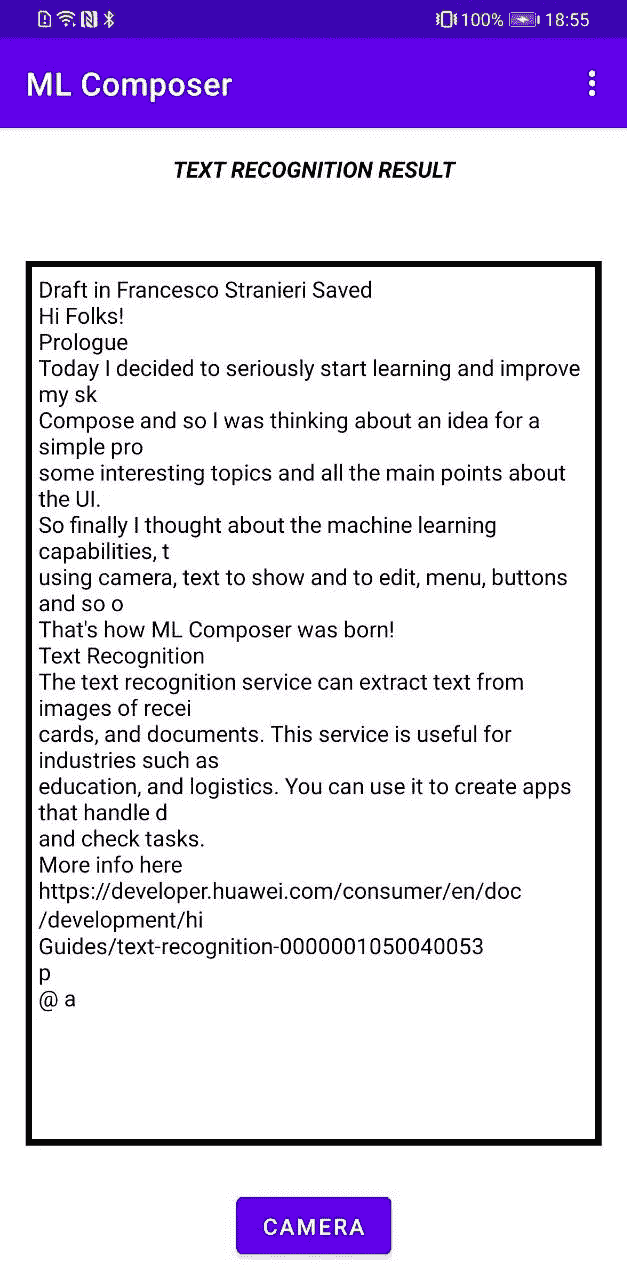 100% 18:55
ML Composer
TEXT RECOGNITION RESULT
Draft in Francesco Stranieri Saved
Hi Folks!
Prologue
Today I decided to seriously start learning and improve
my sk
Compose and so I was thinking about an idea for a
simple pro
some interesting topics and all the main points about
the UI.
So finally I thought about the machine learning
capabilities, t
using camera, text to show and to edit, menu, buttons
and so o
That's how ML Composer was born!
Text Recognition
The text recognition service can extract text from
images of recei
cards, and documents. This service is useful for
industries such as
education, and logistics. You can use it to create apps
that handle d
and check tasks.
More info here
https://developer.huawei.com/consumer/en/doc
/development/hi
Guides/text-recognition-0000001050040053
p
@ a
CAMERA